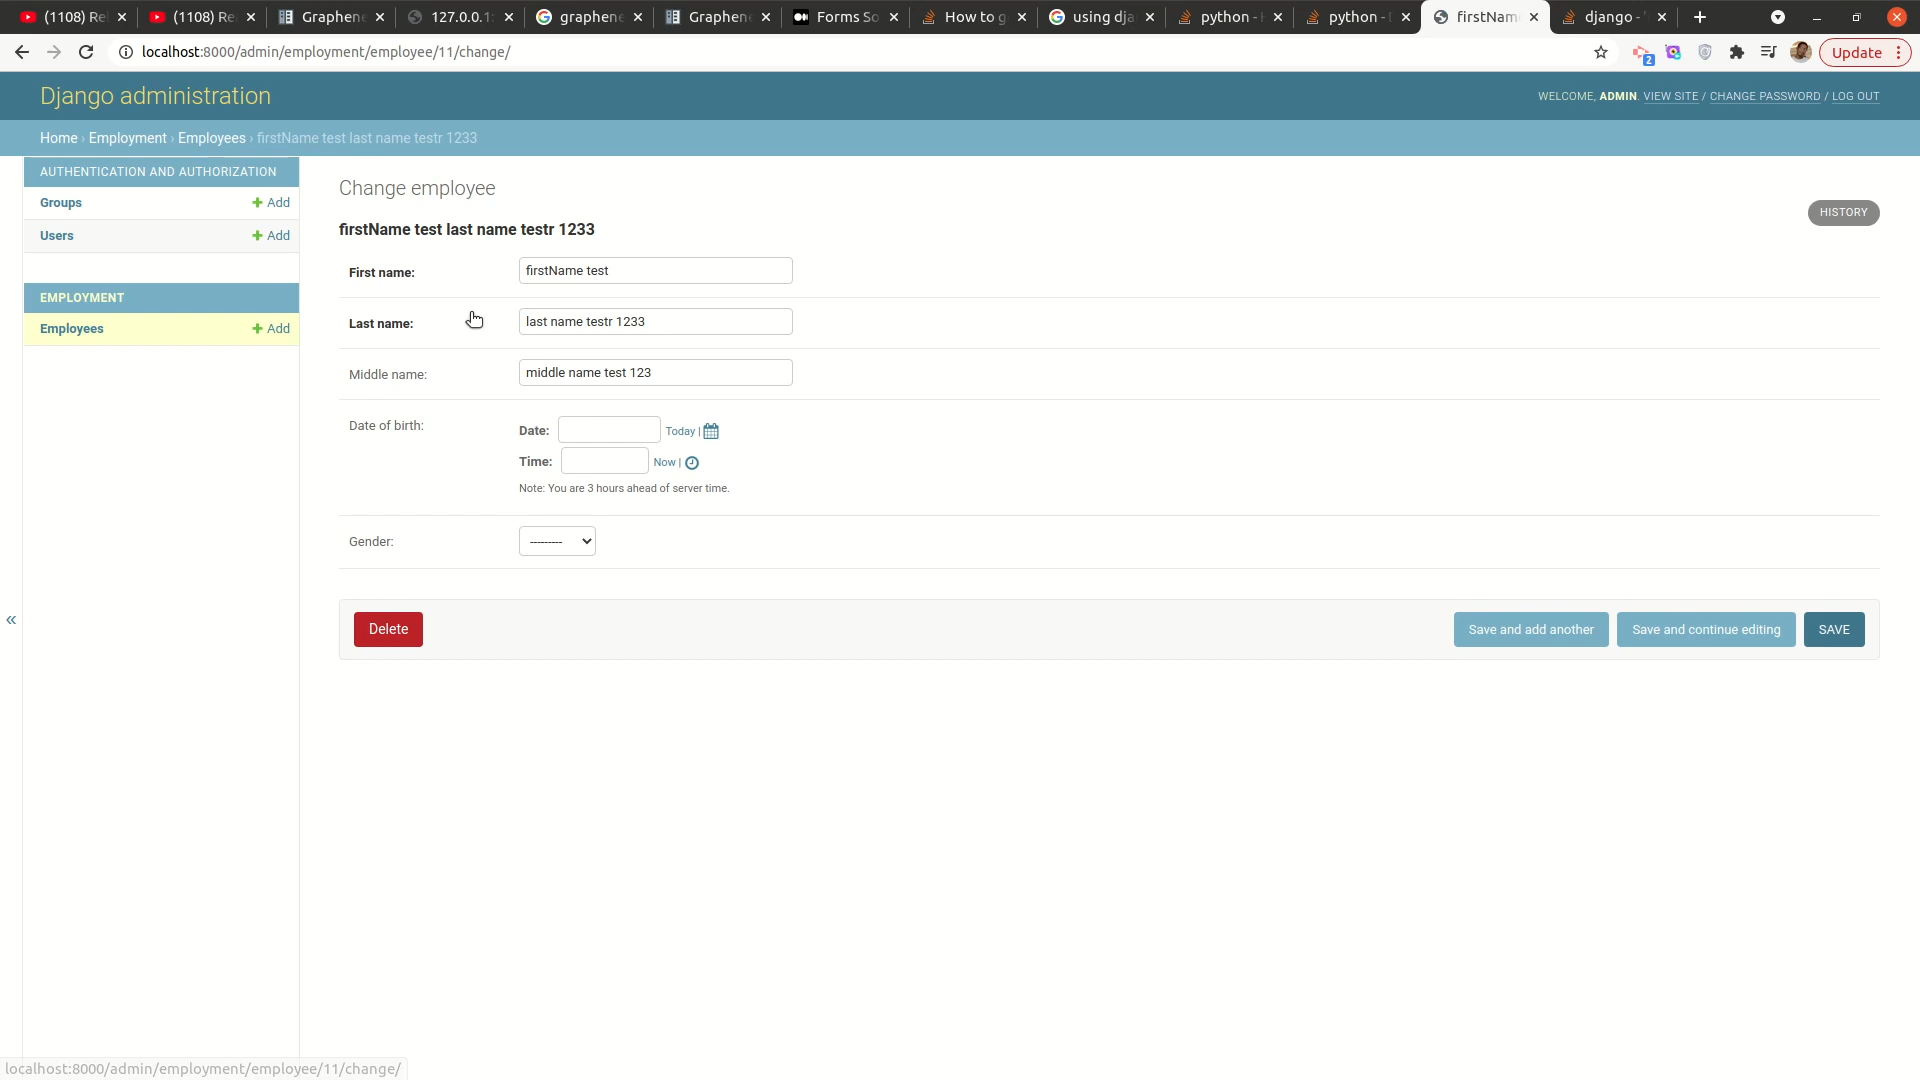 (1108) Re
(1108) Re
Graphene
127.0.0.1:
graphene
Graphene
Forms So
How to g
using dja
python -
python -
firstNam
django - '
localhost:8000/admin/employment/employee/11/change/
2
Update
Django administration
WELCOME, ADMIN. VIEW SITE / CHANGE PASSWORD / LOG OUT
Home › Employment › Employees › firstName test last name testr 1233
AUTHENTICATION AND AUTHORIZATION
Groups
+ Add
Users
+ Add
EMPLOYMENT
Employees
+ Add
«
Change employee
HISTORY
firstName test last name testr 1233
First name:
firstName test
Last name:
last name testr 1233
Middle name:
middle name test 123
Date of birth:
Date:
Today |
Time:
Now |
Note: You are 3 hours ahead of server time.
Gender:
---------
Delete
Save and add another
Save and continue editing
SAVE
localhost:8000/admin/employment/employee/11/change/